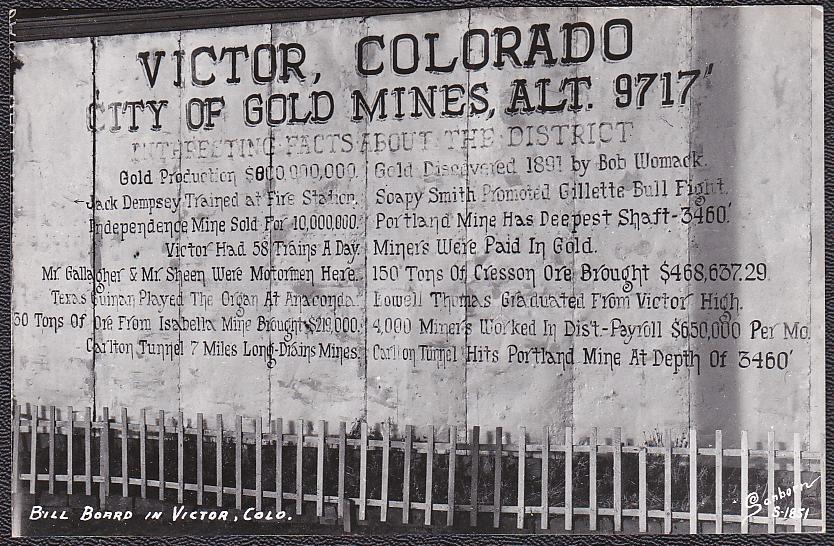 VICTOR, COLORADO
CITY OF GOLD MINES, ALT. 9717'
INTERESTING FACTS ABOUT THE DISTRICT
Gold Production $800,000,000.
←Jack Dempsey Trained at Fire Station.
Independence Mine Sold For 10,000,000.
Victor Had 58 Trains A Day.
Mr. Gallagher & Mr. Sheen Were Motormen Here.
Texas Guinan Played The Organ At Anaconda.
30 Tons Of Ore From Isabella Mine Brought $219,000.
Carlton Tunnel 7 Miles Long-Drains Mines.
Gold Discovered 1891 by Bob Womack.
Soapy Smith Promoted Gillette Bull Fight.
Portland Mine Has Deepest Shaft-3460.'
Miners Were Paid In Gold.
150 Tons Of Cresson Ore Brought $468,637.29
Lowell Thomas Graduated From Victor High.
4,000 Miners Worked In Dist-Payroll $650,000 Per Mo.
Carlton Tunnel Hits Portland Mine At Depth Of 3460'
BILL BOARD IN VICTOR, COLO.
Sanborn
S-1851